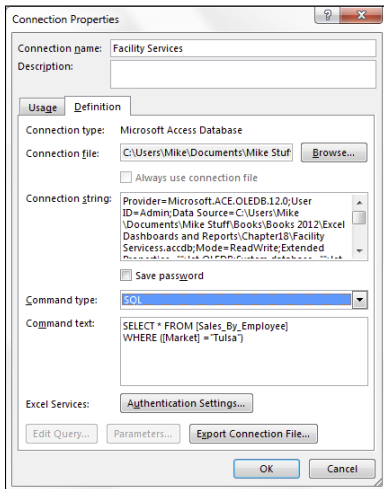 Connection Properties
Connection name: Facility Services
Description:
Usage Definition
Connection type: Microsoft Access Database
Connection file: C:\Users\Mike\Documents\Mike Stuf Browse...
Always use connection file
Connection string: Provider=Microsoft.ACE.OLEDB.12.0;User
ID=Admin;Data Source=C:\Users\Mike
\Documents\Mike Stuff\Books\Books 2012\Excel
Dashboards and Reports\Chapter18\Facility
Serivices.accdb;Mode=ReadWrite;Extended
Save password
Command type: SQL
Command text: SELECT * FROM [Sales_By_Employee]
WHERE ([Market] ="Tulsa")
Excel Services: Authentication Settings...
Edit Query... Parameters... Export Connection File...
OK Cancel